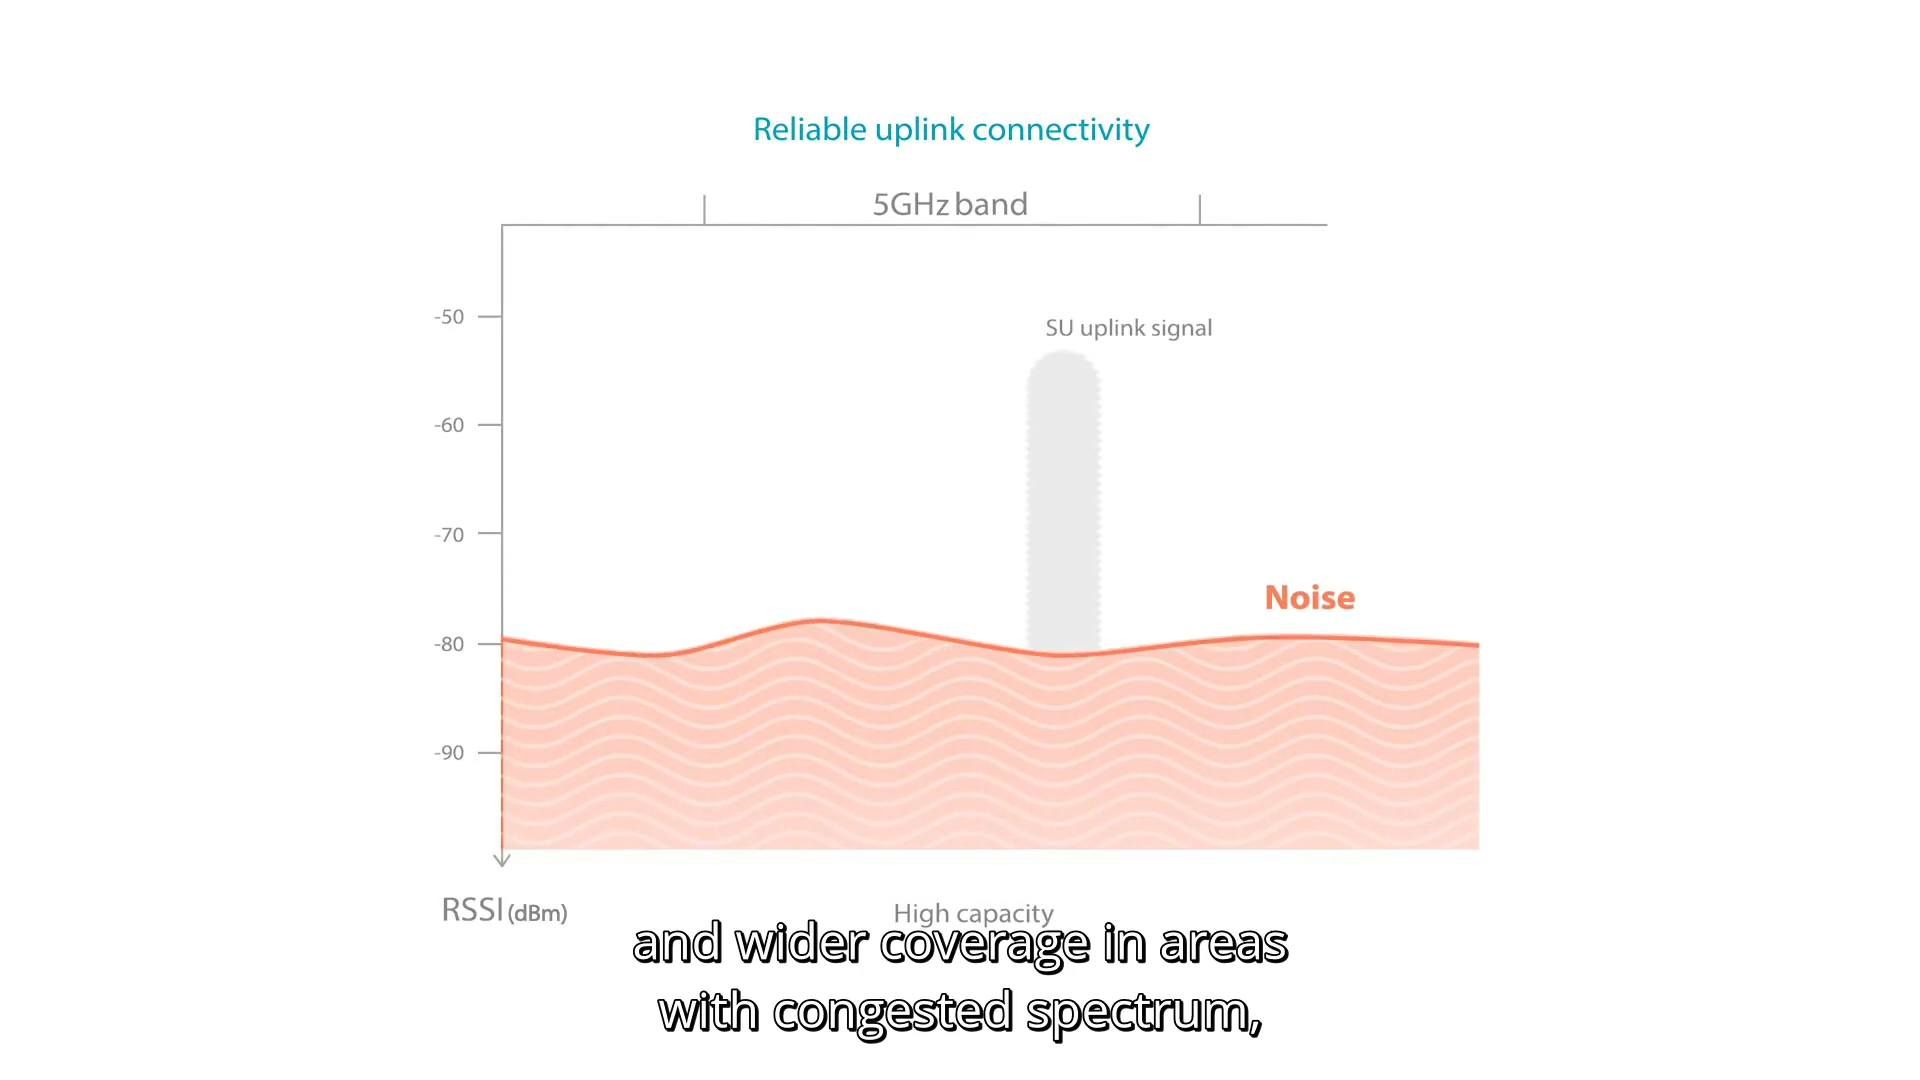 Reliable uplink connectivity
5GHz band
-50
SU uplink signal
-60
-70
Noise
-80
-90
RSSI (dBm)
High capacity
and wider coverage in areas
with congested spectrum,